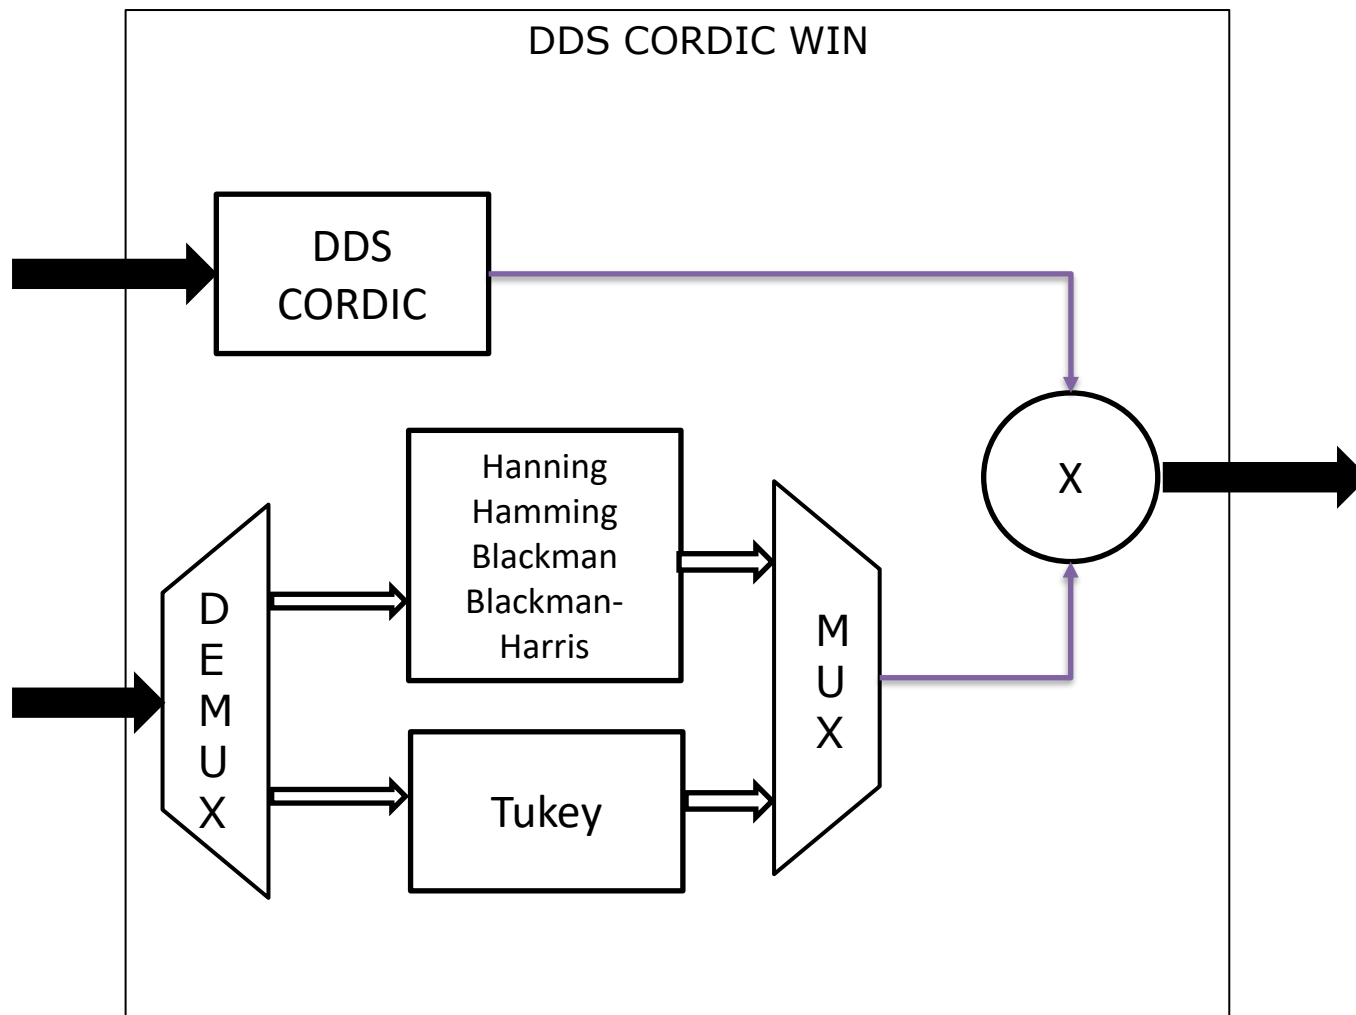 DDS CORDIC WIN
DDS
CORDIC
Hanning
Hamming
Blackman
Blackman-
Harris
X
D
E
M
U
X
M
U
X
Tukey